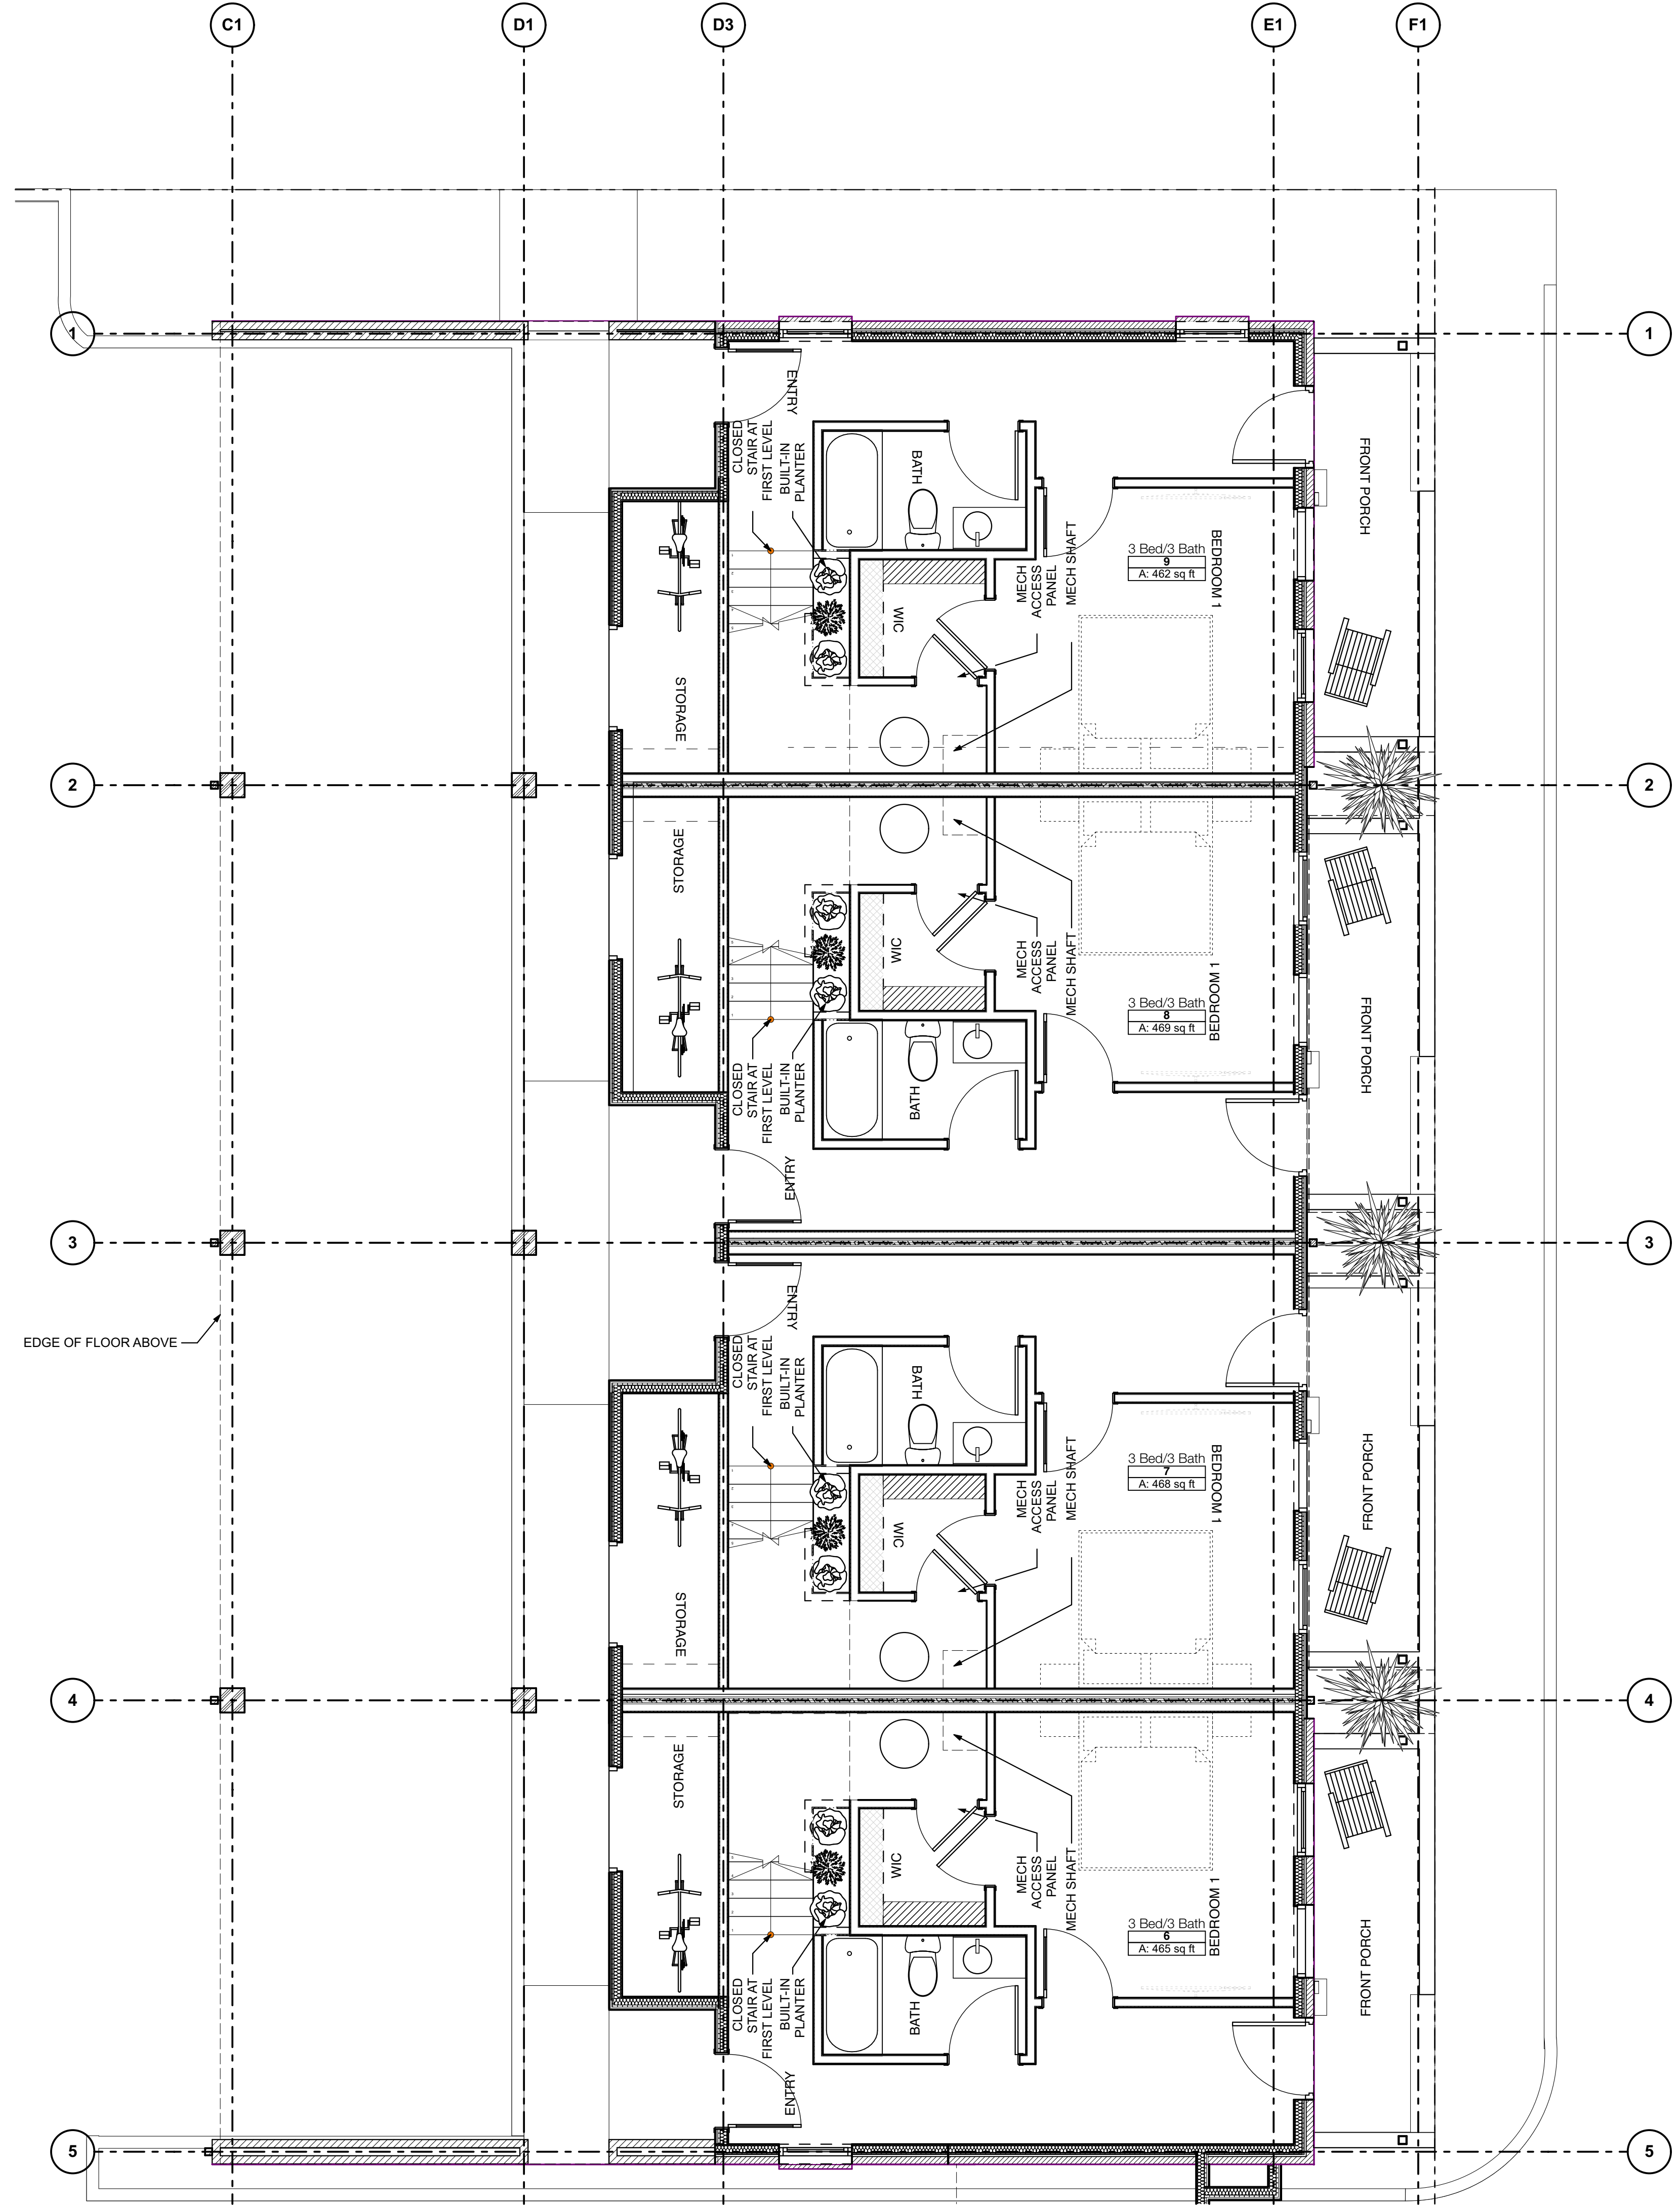 C1
D1
D3
E1
F1
1
1
ENTRY
CLOSED
STAIR AT
FIRST LEVEL
BUILT-IN
PLANTER
BATH
FRONT PORCH
MECH SHAFT
MECH
ACCESS
PANEL
BEDROOM 1
3 Bed/3 Bath
9
A: 462 sq ft
WIC
STORAGE
2
2
STORAGE
WIC
MECH
ACCESS
PANEL
MECH SHAFT
BEDROOM 1
3 Bed/3 Bath
8
A: 469 sq ft
FRONT PORCH
CLOSED
STAIR AT
FIRST LEVEL
BUILT-IN
PLANTER
BATH
ENTRY
3
3
EDGE OF FLOOR ABOVE
ENTRY
CLOSED
STAIR AT
FIRST LEVEL
BUILT-IN
PLANTER
BATH
FRONT PORCH
MECH SHAFT
MECH
ACCESS
PANEL
BEDROOM 1
3 Bed/3 Bath
7
A: 468 sq ft
WIC
STORAGE
4
4
STORAGE
WIC
MECH
ACCESS
PANEL
MECH SHAFT
BEDROOM 1
3 Bed/3 Bath
6
A: 465 sq ft
FRONT PORCH
CLOSED
STAIR AT
FIRST LEVEL
BUILT-IN
PLANTER
BATH
ENTRY
5
5